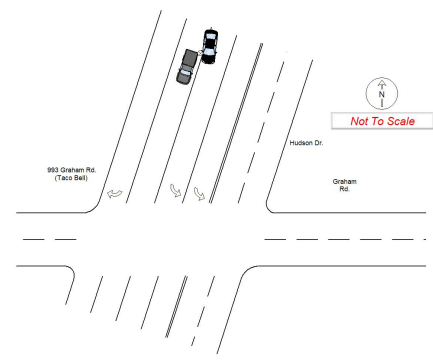 N
Not To Scale
Hudson Dr.
993 Graham Rd.
(Taco Bell)
Graham
Rd.